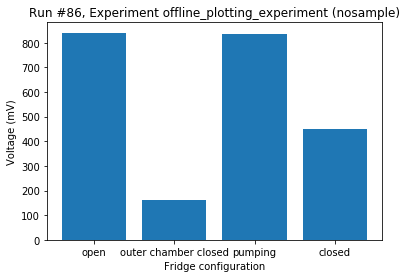 Run #86, Experiment offline_plotting_experiment (nosample)
800
700
600
500
400
300
200
100
0
Voltage (mV)
open outer chamber closed pumping closed
Fridge configuration